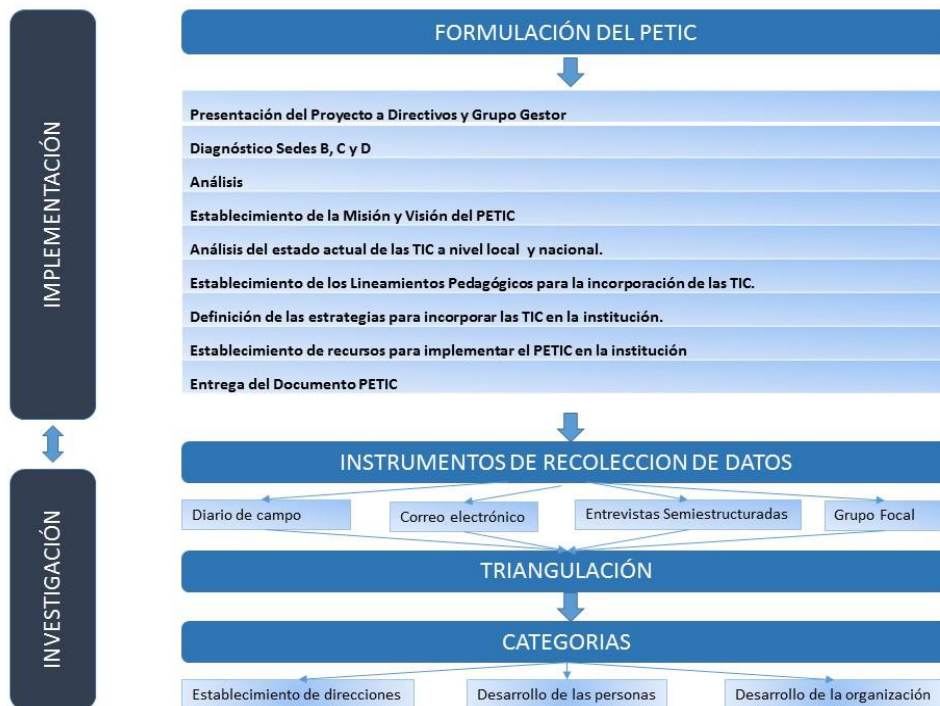 IMPLEMENTACIÓN
FORMULACIÓN DEL PETIC
Presentación del Proyecto a Directivos y Grupo Gestor
Diagnóstico Sedes B, C y D
Análisis
Establecimiento de la Misión y Visión del PETIC
Análisis del estado actual de las TIC a nivel local y nacional.
Establecimiento de los Lineamientos Pedagógicos para la incorporación de las TIC.
Definición de las estrategias para incorporar las TIC en la institución.
Establecimiento de recursos para implementar el PETIC en la institución
Entrega del Documento PETIC
INVESTIGACIÓN
INSTRUMENTOS DE RECOLECCION DE DATOS
Diario de campo
Correo electrónico
Entrevistas Semiestructuradas
Grupo Focal
TRIANGULACIÓN
CATEGORIAS
Establecimiento de direcciones
Desarrollo de las personas
Desarrollo de la organización